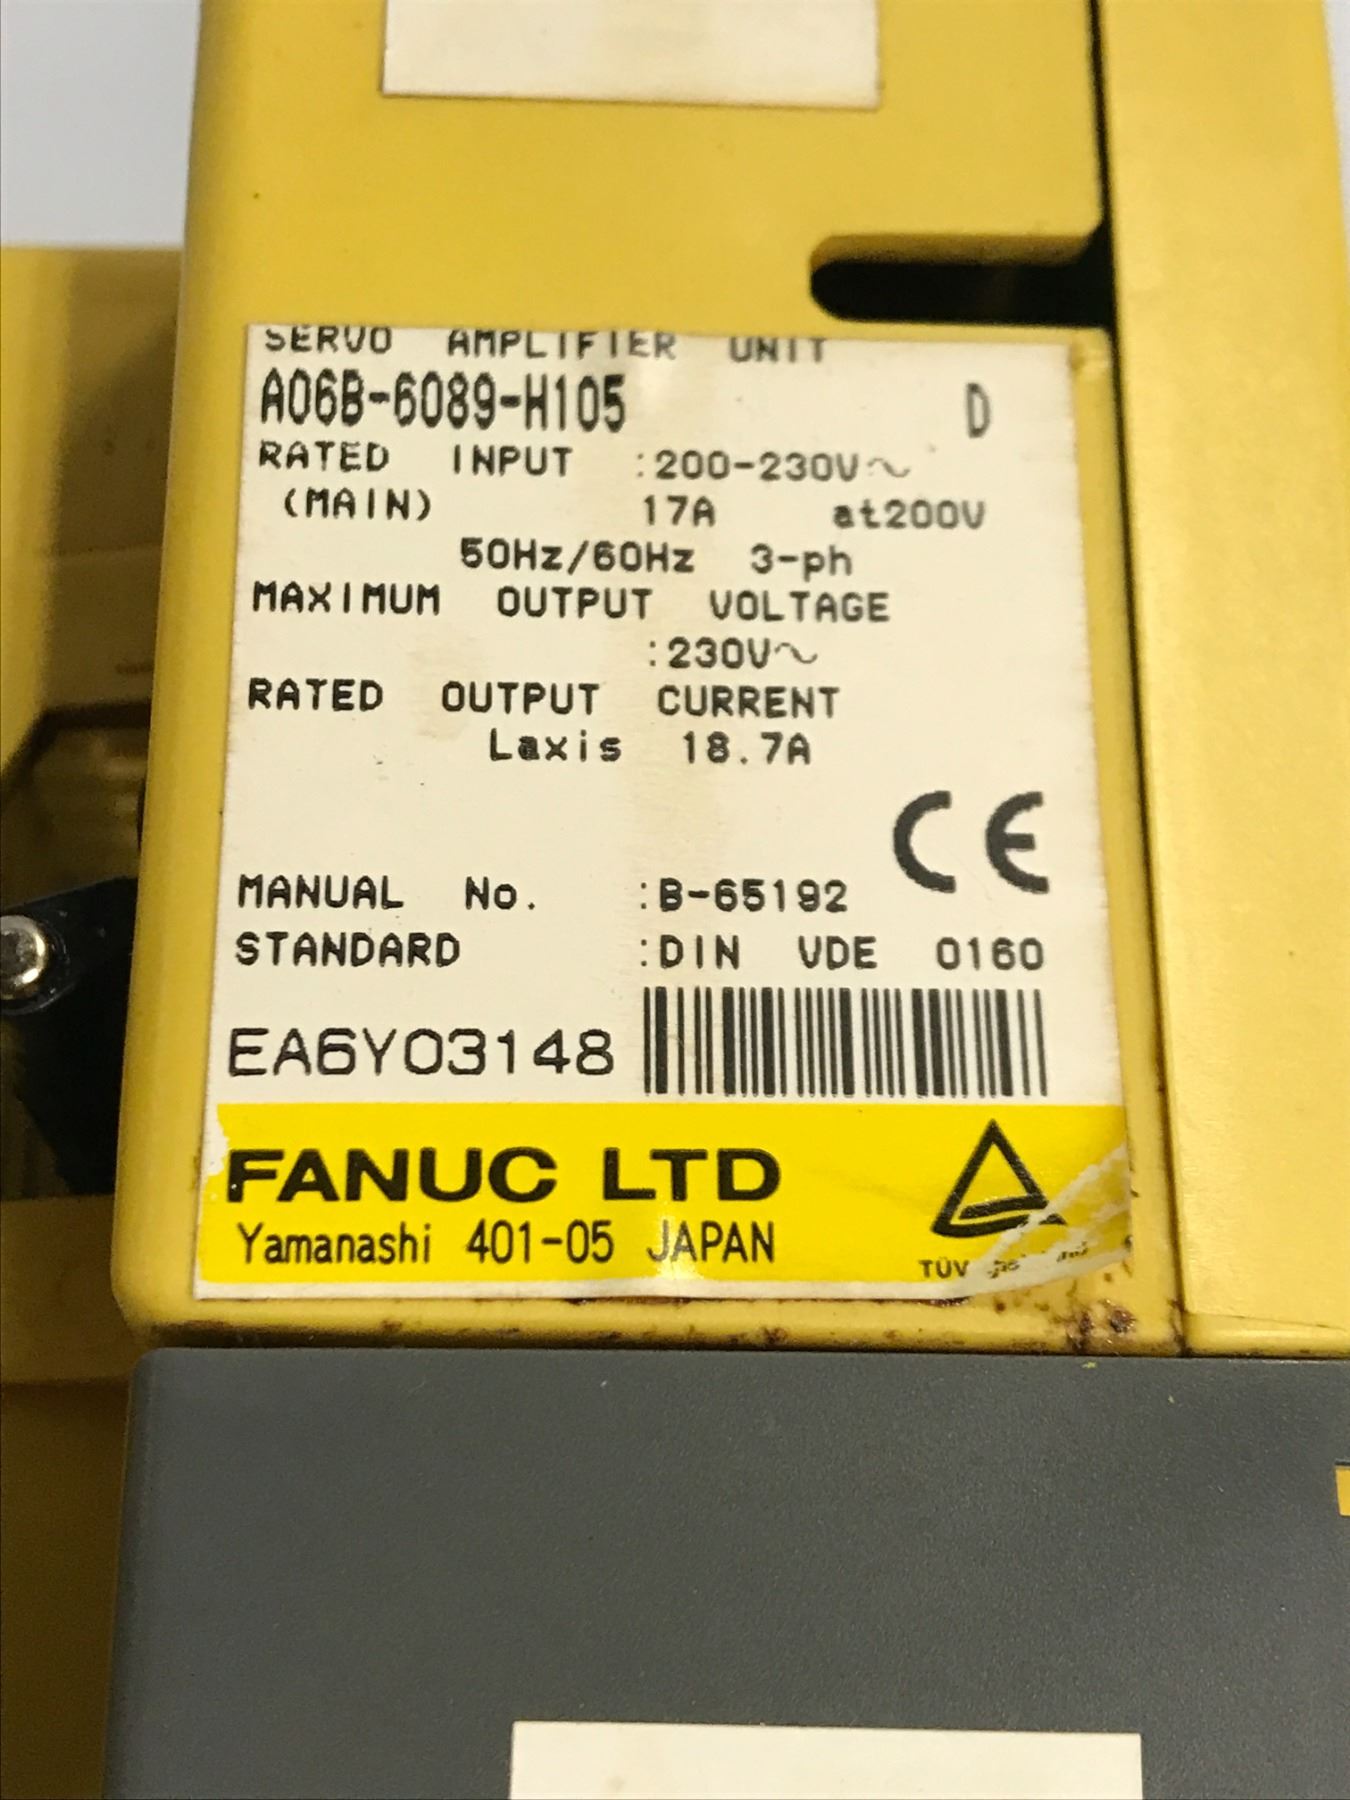 SERVO AMPLIFIER UNIT
A06B-6089-H105 D
RATED INPUT :200-230V~
(MAIN) 17A at200V
50Hz/60Hz 3-ph
MAXIMUM OUTPUT VOLTAGE
:230V~
RATED OUTPUT CURRENT
Laxis 18.7A
CE
MANUAL No. :B-65192
STANDARD :DIN VDE 0160
EA6Y03148
FANUC LTD
Yamanashi 401-05 JAPAN
TÜV